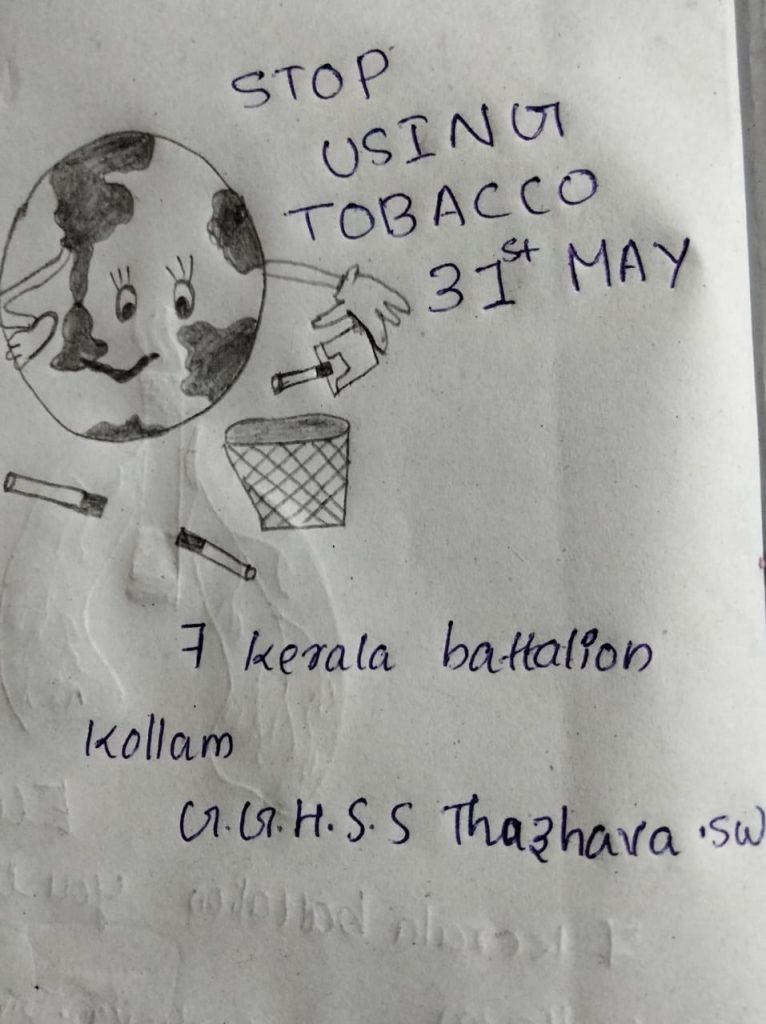 STOP
USING
TOBACCO
31st MAY
7 kerala battalion
Kollam
G.G.H.S.S Thazhava .SW